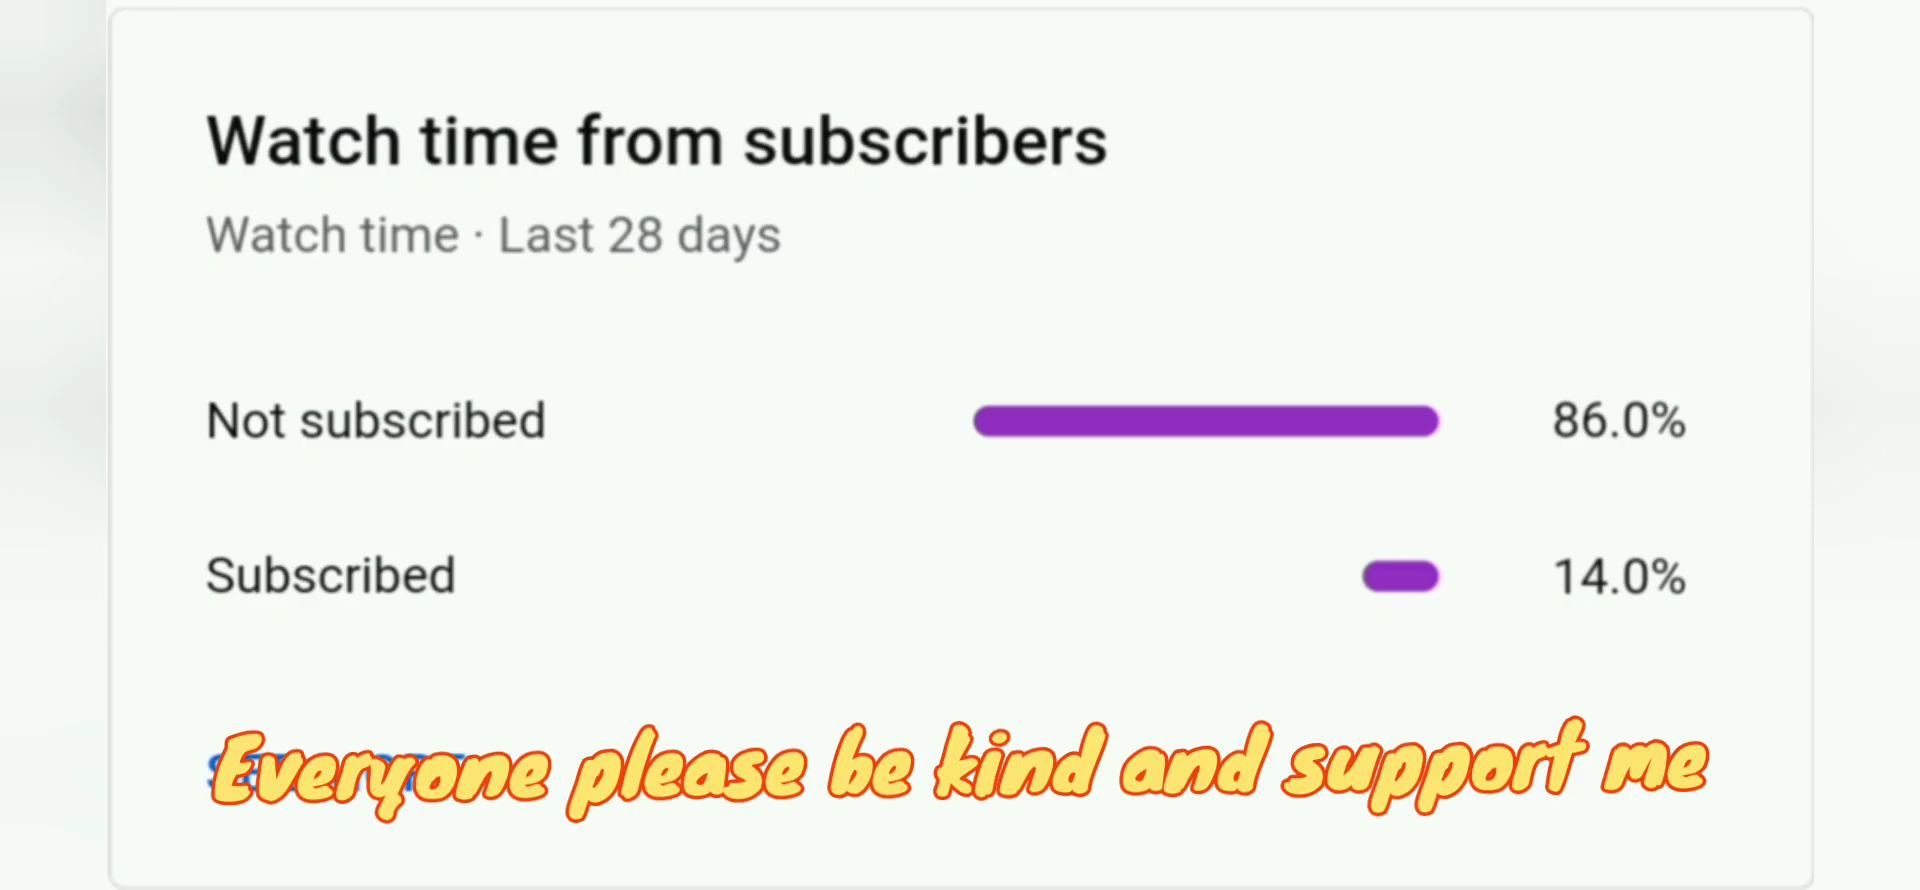 Watch time from subscribers
Watch time · Last 28 days
Not subscribed 86.0%
Subscribed 14.0%
Everyone please be kind and support me